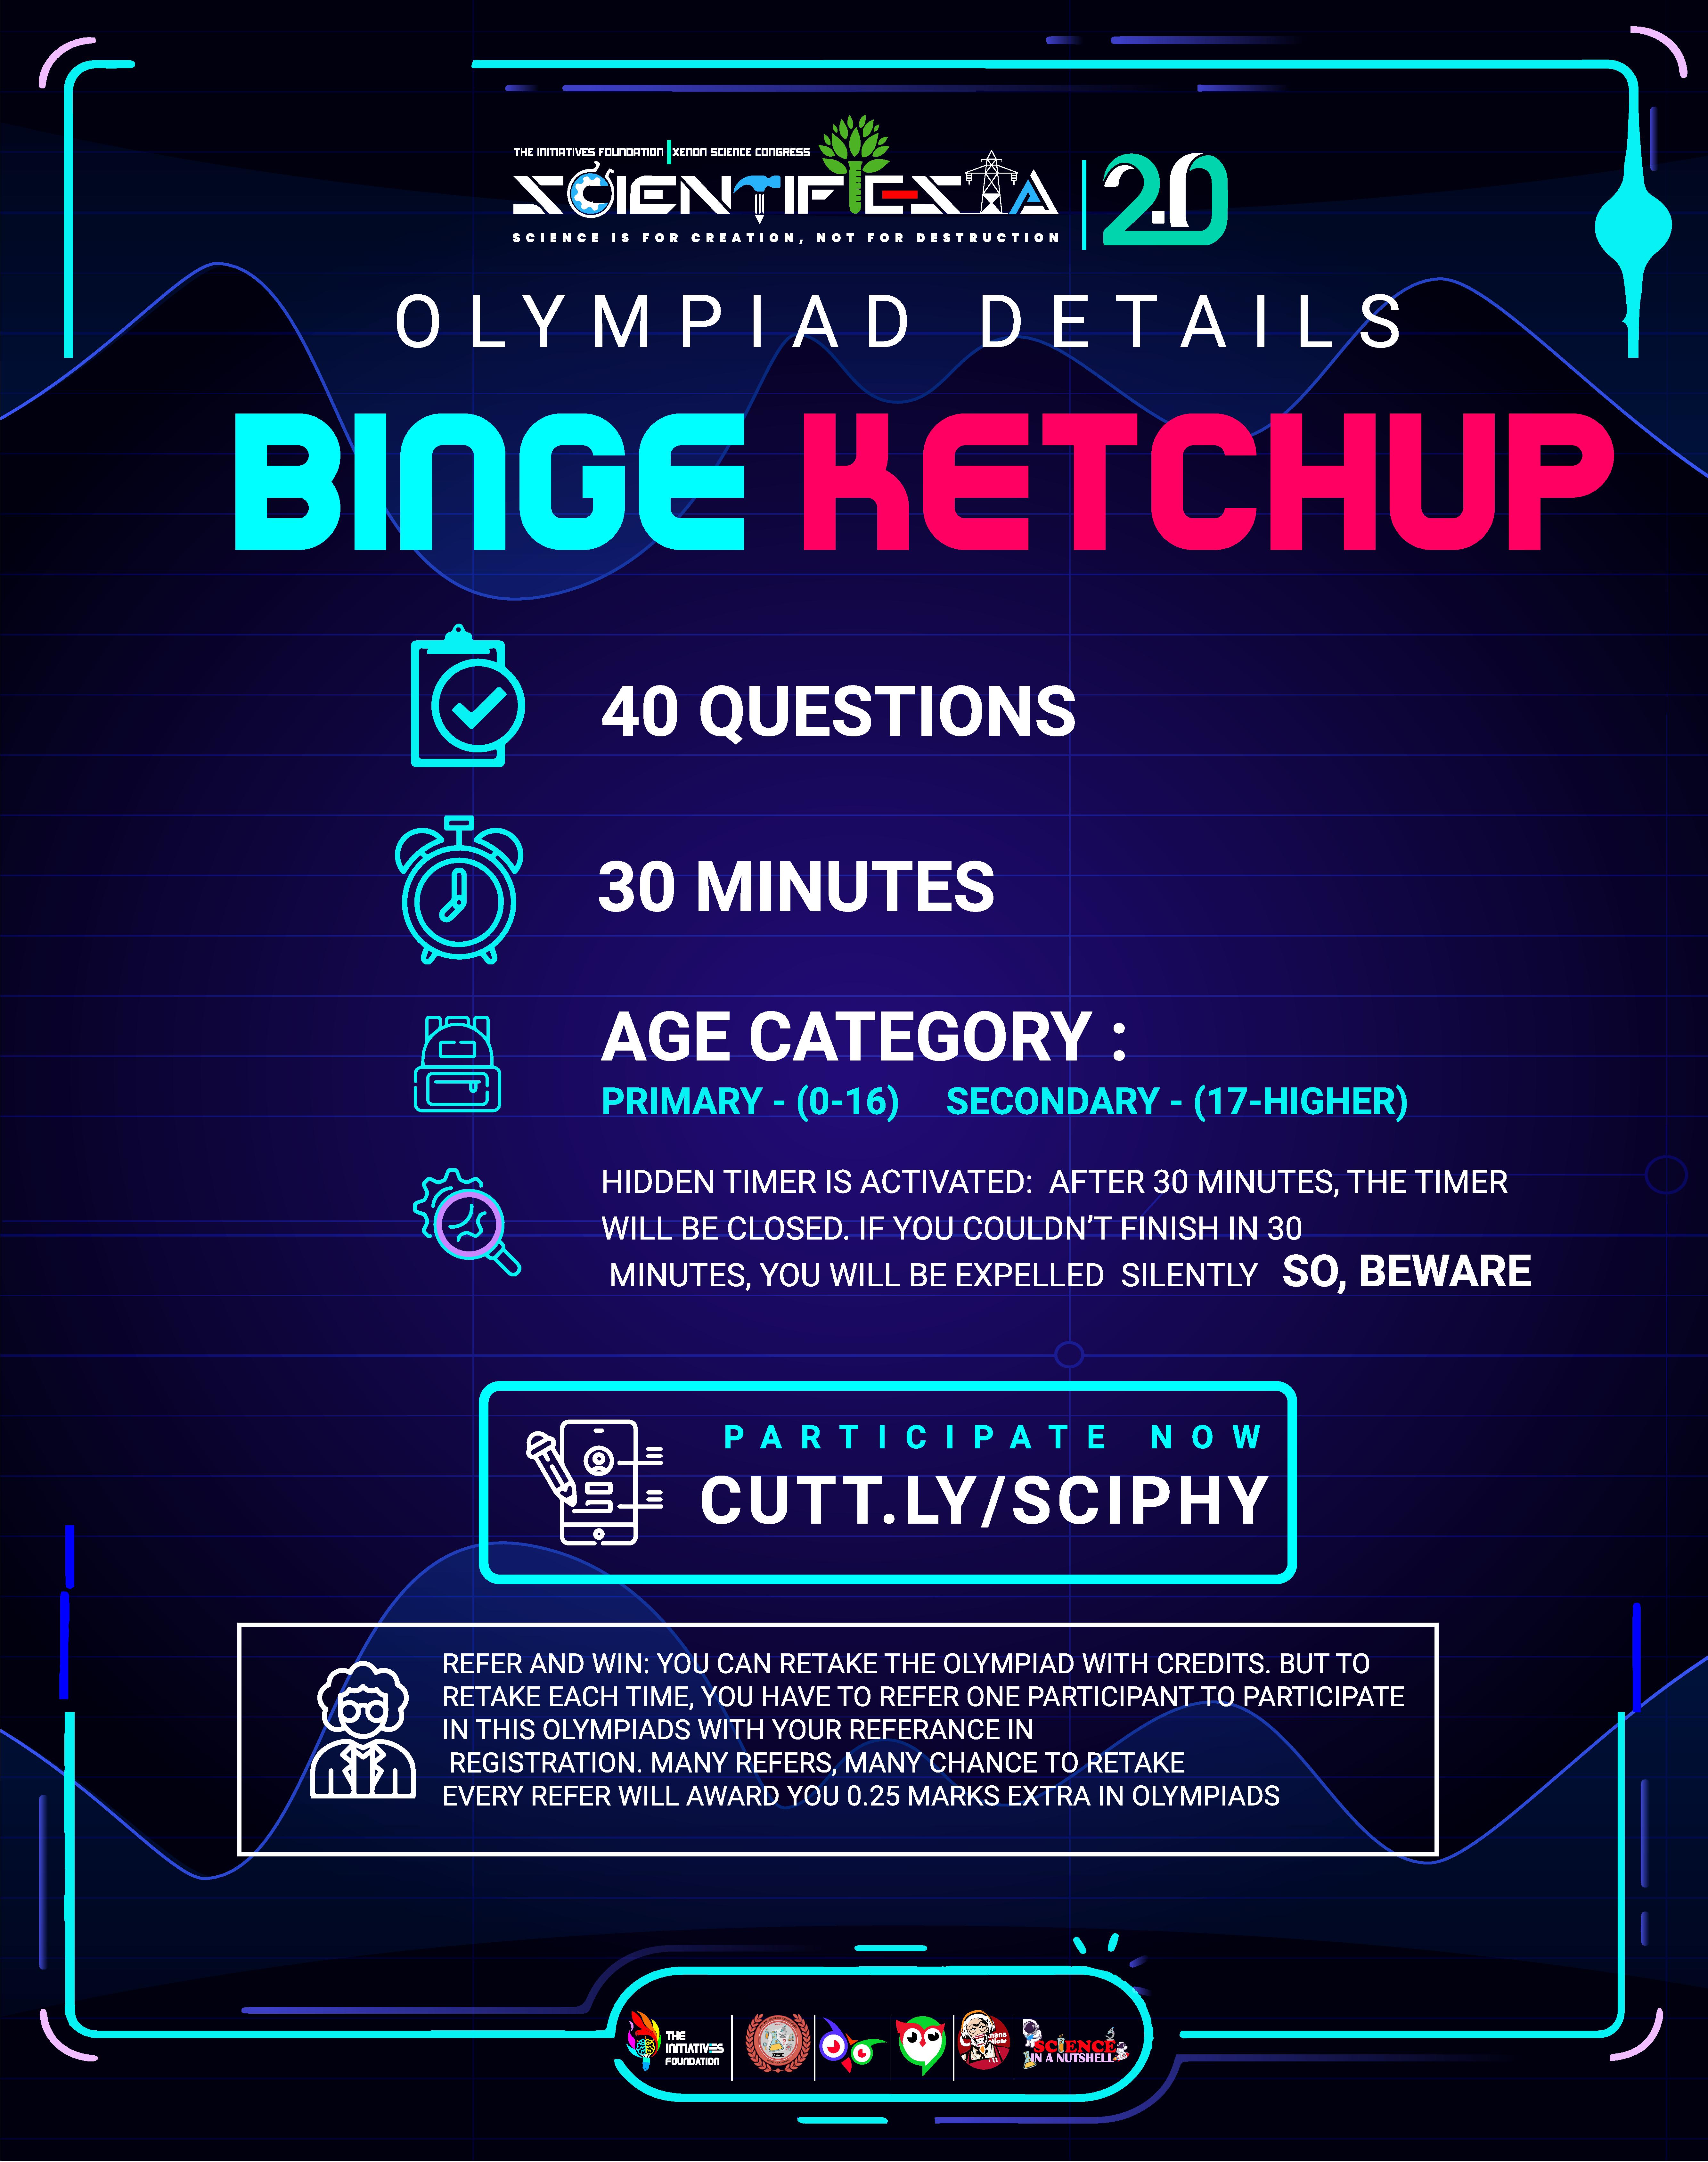 THE INITIATIVES FOUNDATION XENON SCIENCE CONGRESS
SCIENTIFIESTA 2.0
SCIENCE IS FOR CREATION, NOT FOR DESTRUCTION
OLYMPIAD DETAILS
BINGE KETCHUP
40 QUESTIONS
30 MINUTES
AGE CATEGORY :
PRIMARY - (0-16) SECONDARY - (17-HIGHER)
HIDDEN TIMER IS ACTIVATED: AFTER 30 MINUTES, THE TIMER
WILL BE CLOSED. IF YOU COULDN'T FINISH IN 30
MINUTES, YOU WILL BE EXPELLED SILENTLY SO, BEWARE
PARTICIPATE NOW
CUTT.LY/SCIPHY
REFER AND WIN: YOU CAN RETAKE THE OLYMPIAD WITH CREDITS. BUT TO
RETAKE EACH TIME, YOU HAVE TO REFER ONE PARTICIPANT TO PARTICIPATE
IN THIS OLYMPIADS WITH YOUR REFERANCE IN
REGISTRATION. MANY REFERS, MANY CHANCE TO RETAKE
EVERY REFER WILL AWARD YOU 0.25 MARKS EXTRA IN OLYMPIADS
THE
INITIATIVES
FOUNDATION
SCIENCE
IN A NUTSHELL